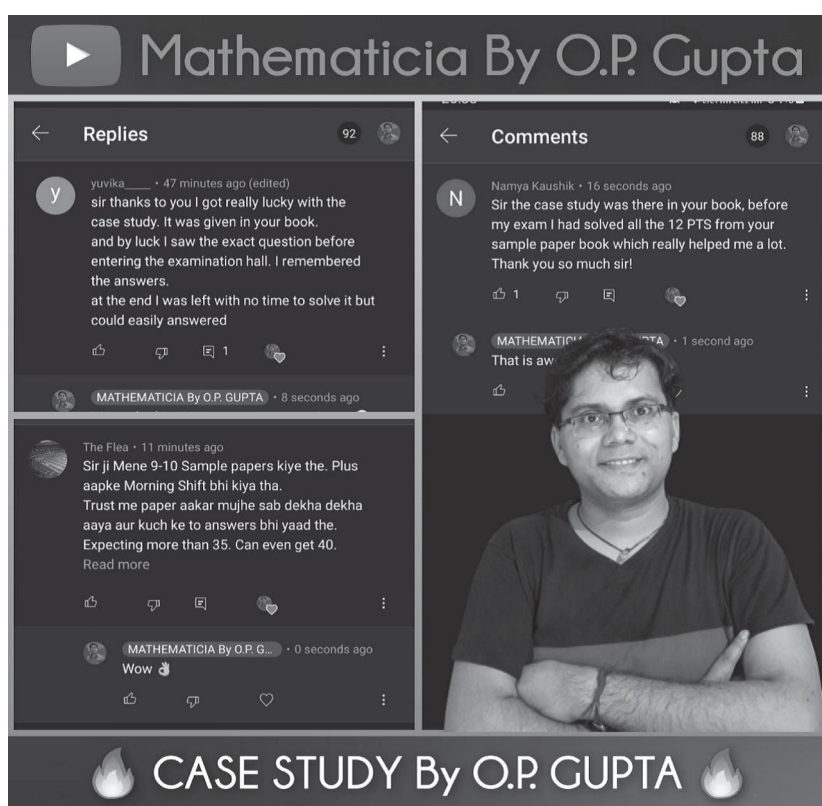 Mathematicia By O.P. Gupta
Replies
92
yuvika____ • 47 minutes ago (edited)
sir thanks to you I got really lucky with the
case study. It was given in your book.
and by luck I saw the exact question before
entering the examination hall. I remembered
the answers.
at the end I was left with no time to solve it but
could easily answered
1
MATHEMATICIA By O.P. GUPTA • 8 seconds ago
The Flea • 11 minutes ago
Sir ji Mene 9-10 Sample papers kiye the. Plus
aapke Morning Shift bhi kiya tha.
Trust me paper aakar mujhe sab dekha dekha
aaya aur kuch ke to answers bhi yaad the.
Expecting more than 35. Can even get 40.
Read more
MATHEMATICIA By O.P. G... • 0 seconds ago
Wow 👌
Comments
88
N
Namya Kaushik • 16 seconds ago
Sir the case study was there in your book, before
my exam I had solved all the 12 PTS from your
sample paper book which really helped me a lot.
Thank you so much sir!
1
• 1 second ago
That is
y
CASE STUDY By O.P. GUPTA